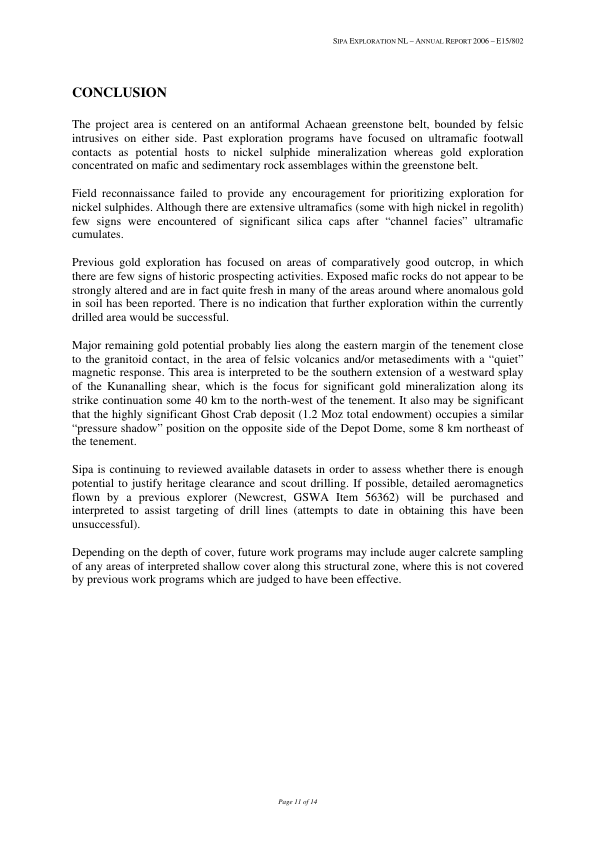 SIPA EXPLORATION NL – ANNUAL REPORT 2006 – E15/802
CONCLUSION
The project area is centered on an antiformal Achaean greenstone belt, bounded by felsic
intrusives on either side. Past exploration programs have focused on ultramafic footwall
contacts as potential hosts to nickel sulphide mineralization whereas gold exploration
concentrated on mafic and sedimentary rock assemblages within the greenstone belt.
Field reconnaissance failed to provide any encouragement for prioritizing exploration for
nickel sulphides. Although there are extensive ultramafics (some with high nickel in regolith)
few signs were encountered of significant silica caps after “channel facies” ultramafic
cumulates.
Previous gold exploration has focused on areas of comparatively good outcrop, in which
there are few signs of historic prospecting activities. Exposed mafic rocks do not appear to be
strongly altered and are in fact quite fresh in many of the areas around where anomalous gold
in soil has been reported. There is no indication that further exploration within the currently
drilled area would be successful.
Major remaining gold potential probably lies along the eastern margin of the tenement close
to the granitoid contact, in the area of felsic volcanics and/or metasediments with a “quiet”
magnetic response. This area is interpreted to be the southern extension of a westward splay
of the Kunanalling shear, which is the focus for significant gold mineralization along its
strike continuation some 40 km to the north-west of the tenement. It also may be significant
that the highly significant Ghost Crab deposit (1.2 Moz total endowment) occupies a similar
“pressure shadow” position on the opposite side of the Depot Dome, some 8 km northeast of
the tenement.
Sipa is continuing to reviewed available datasets in order to assess whether there is enough
potential to justify heritage clearance and scout drilling. If possible, detailed aeromagnetics
flown by a previous explorer (Newcrest, GSWA Item 56362) will be purchased and
interpreted to assist targeting of drill lines (attempts to date in obtaining this have been
unsuccessful).
Depending on the depth of cover, future work programs may include auger calcrete sampling
of any areas of interpreted shallow cover along this structural zone, where this is not covered
by previous work programs which are judged to have been effective.
Page 11 of 14